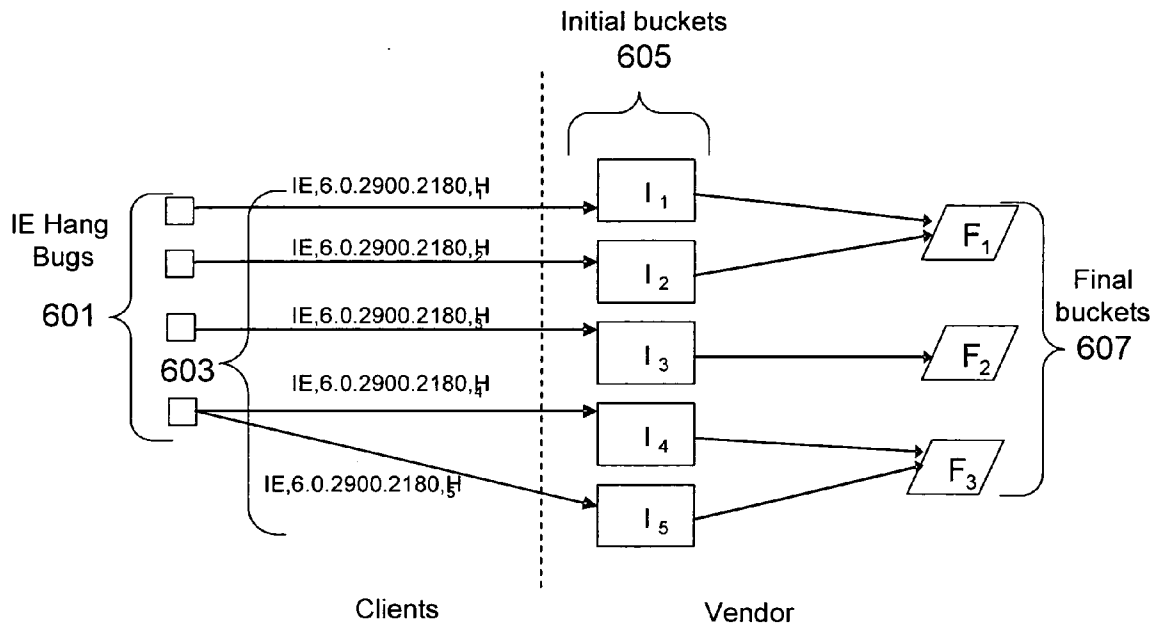 Initial buckets
605
IE Hang
Bugs
601
603
IE,6.0.2900.2180,H1
IE,6.0.2900.2180,H2
IE,6.0.2900.2180,H3
IE,6.0.2900.2180,H4
IE,6.0.2900.2180,H5
I1
I2
I3
I4
I5
F1
F2
F3
Final
buckets
607
Clients
Vendor